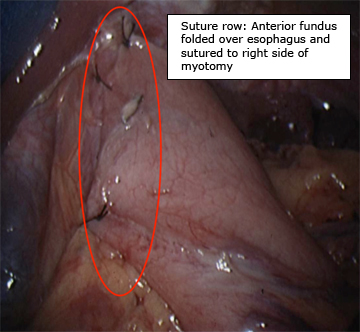 Suture row: Anterior fundus
folded over esophagus and
sutured to right side of
myotomy